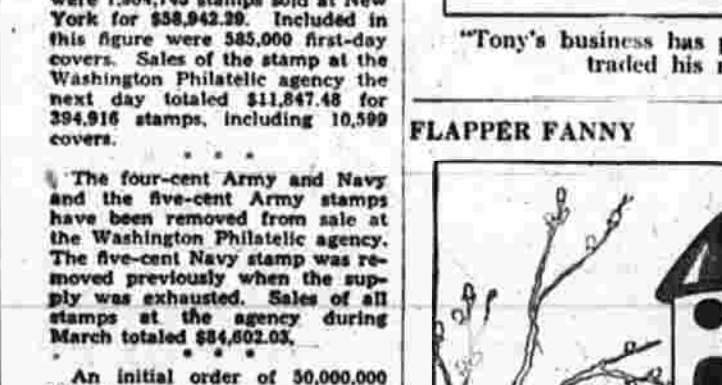 were 1,964,743 stamps sold at New
York for $58,942.29. Included in
this figure were 585,000 first-day
covers. Sales of the stamp at the
Washington Philatelic agency the
next day totaled $11,847.48 for
394,916 stamps, including 10,599
covers.
* * *
The four-cent Army and Navy
and the five-cent Army stamps
have been removed from sale at
the Washington Philatelic agency.
The five-cent Navy stamp was re-
moved previously when the sup-
ply was exhausted. Sales of all
stamps at the agency during
March totaled $84,602.03.
* * *
An initial order of 50,000,000
"Tony's business has
traded his
FLAPPER FANNY